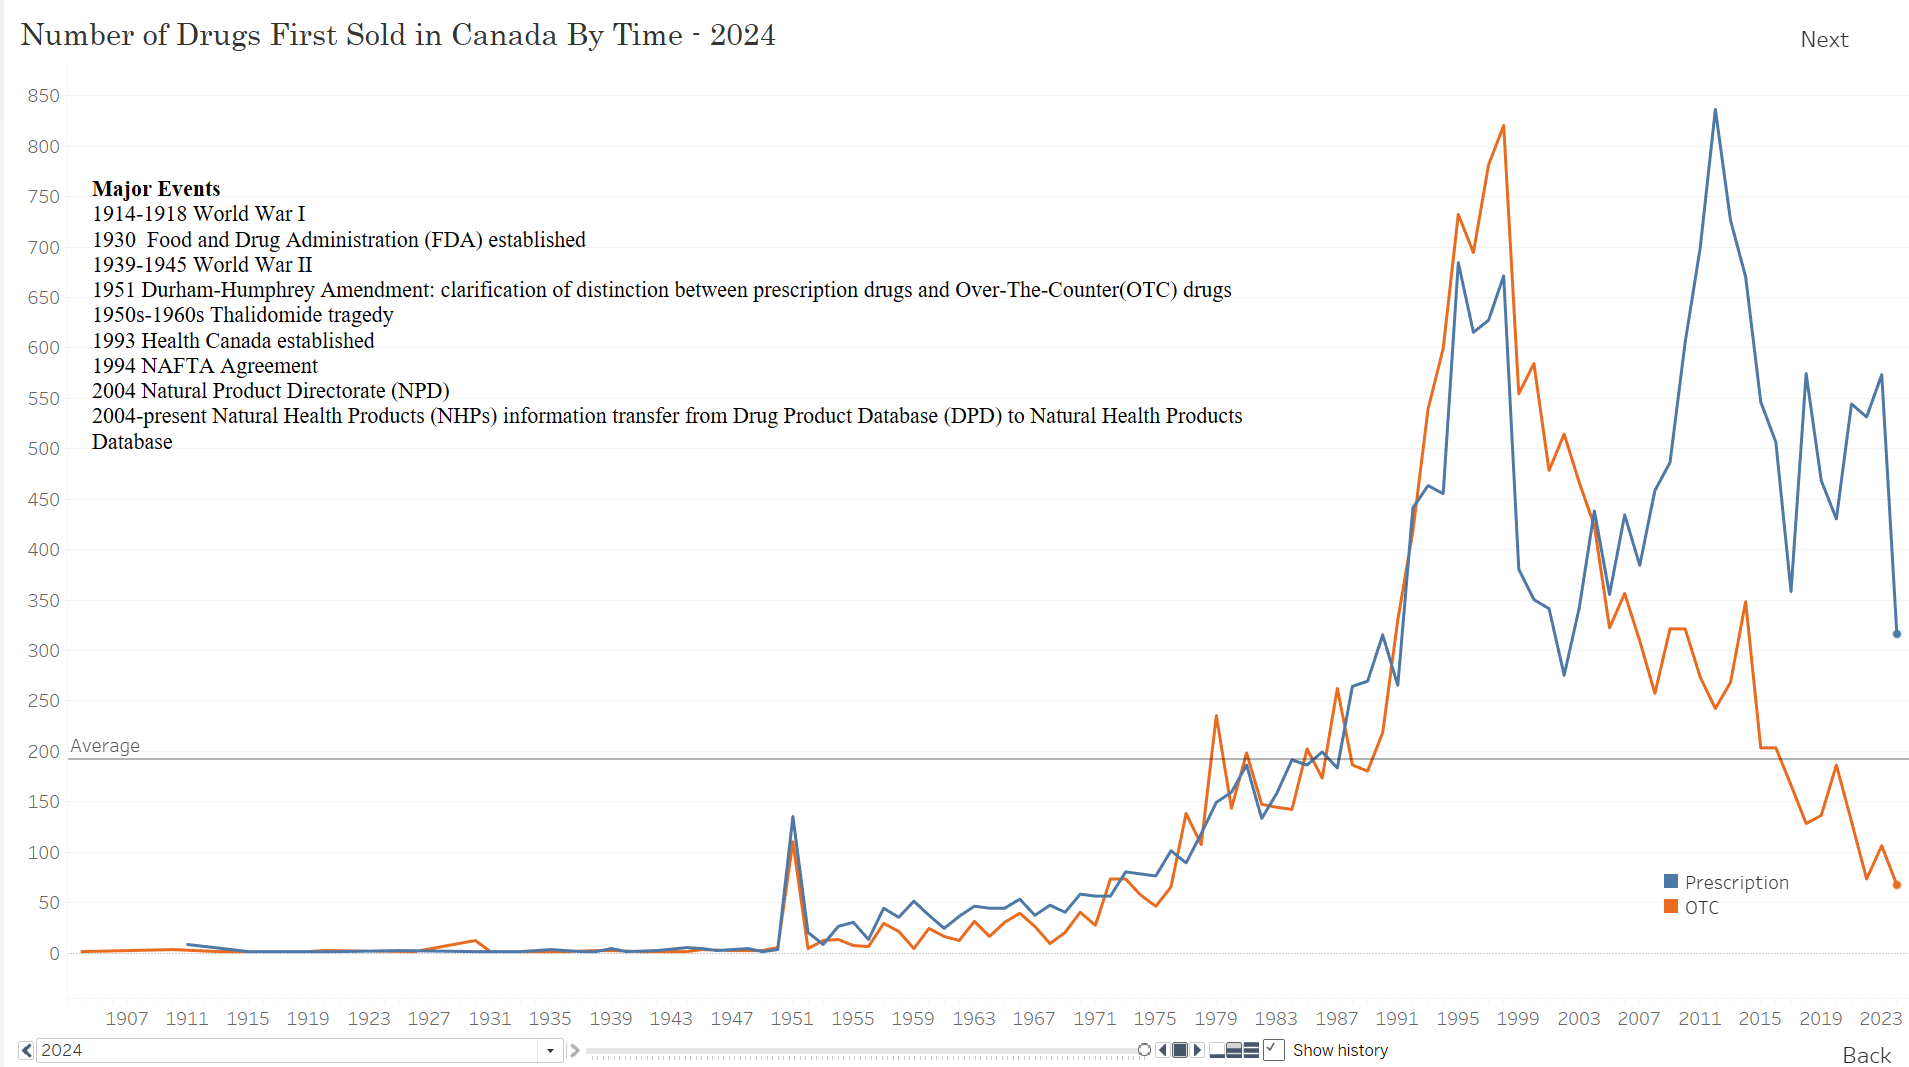 Number of Drugs First Sold in Canada By Time - 2024
Next
850
800
750
700
650
600
550
500
450
400
350
300
250
200
150
100
50
0
Major Events
1914-1918 World War I
1930  Food and Drug Administration (FDA) established
1939-1945 World War II
1951 Durham-Humphrey Amendment: clarification of distinction between prescription drugs and Over-The-Counter(OTC) drugs
1950s-1960s Thalidomide tragedy
1993 Health Canada established
1994 NAFTA Agreement
2004 Natural Product Directorate (NPD)
2004-present Natural Health Products (NHPs) information transfer from Drug Product Database (DPD) to Natural Health Products
Database
Average
Prescription
OTC
1907 1911 1915 1919 1923 1927 1931 1935 1939 1943 1947 1951 1955 1959 1963 1967 1971 1975 1979 1983 1987 1991 1995 1999 2003 2007 2011 2015 2019 2023
2024
Show history
Back